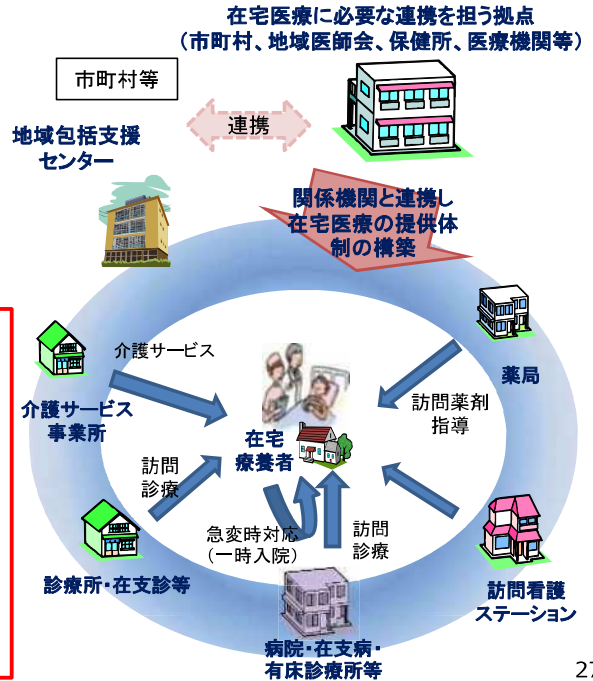 在宅医療に必要な連携を担う拠点
（市町村、地域医師会、保健所、医療機関等）
市町村等
連携
地域包括支援
センター
関係機関と連携し
在宅医療の提供体
制の構築
介護サービス
薬局
介護サービス
事業所
訪問薬剤
指導
在宅
療養者
訪問
診療
急変時対応
（一時入院）
訪問
診療
診療所・在支診等
訪問看護
ステーション
病院・在支病・
有床診療所等
27